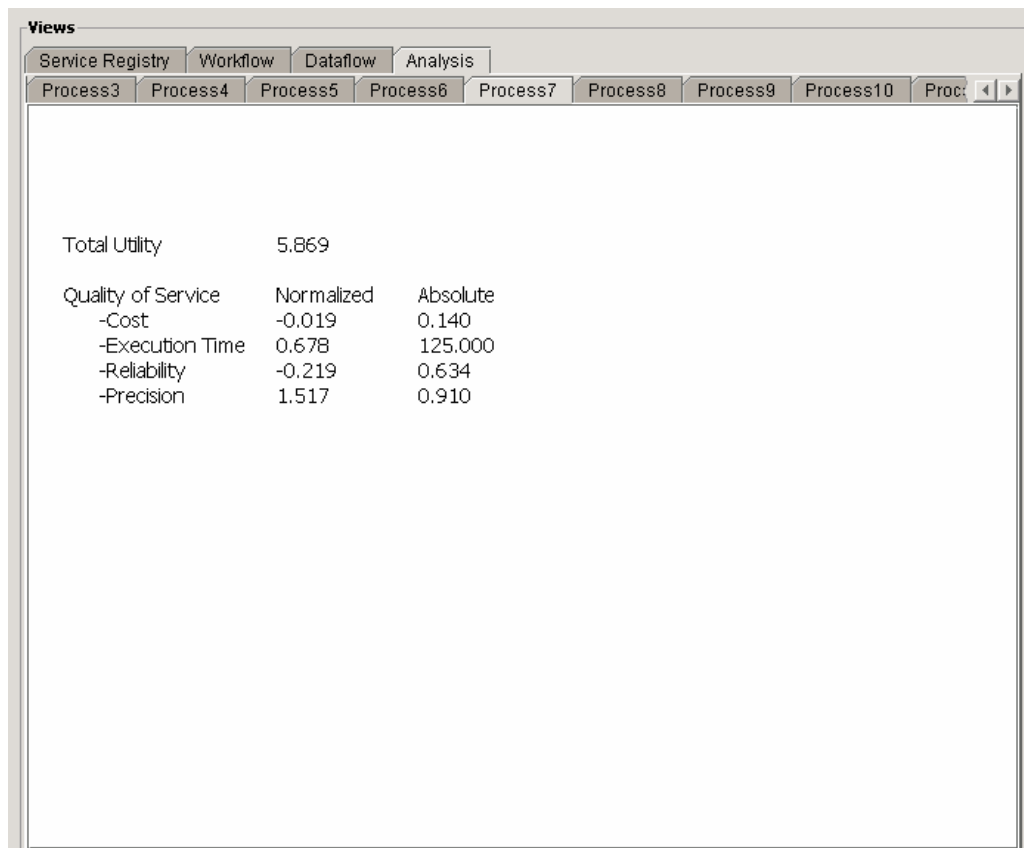 Views
Service Registry Workflow Dataflow Analysis
Process3 Process4 Process5 Process6 Process7 Process8 Process9 Process10
Total Utility 5.869
Quality of Service Normalized Absolute
-Cost -0.019 0.140
-Execution Time 0.678 125.000
-Reliability -0.219 0.634
-Precision 1.517 0.910